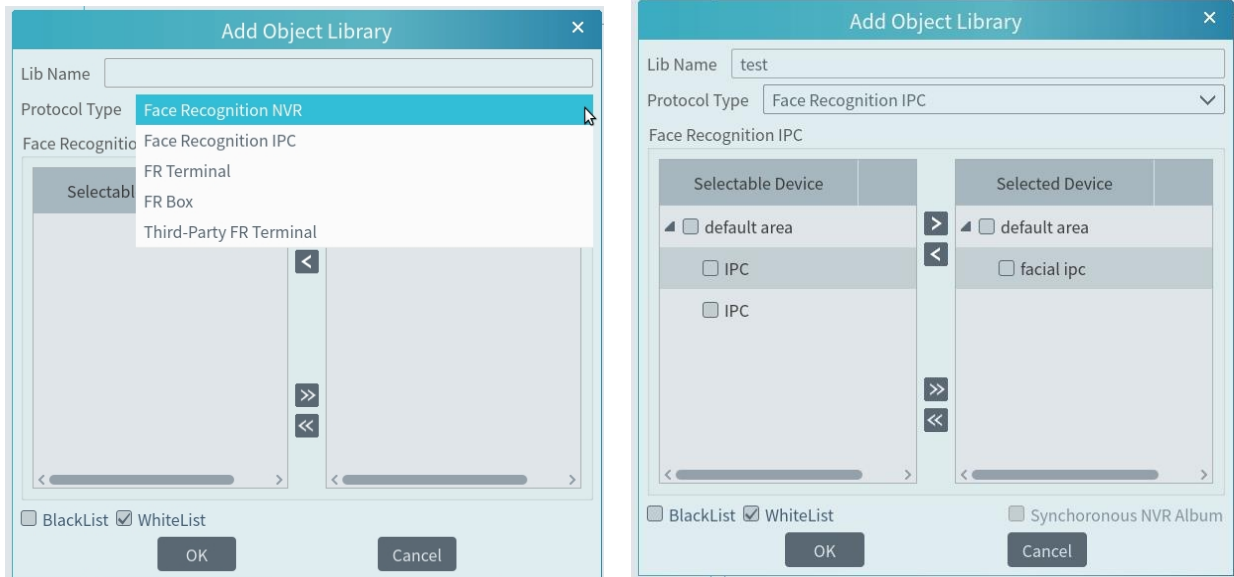 Add Object Library
Lib Name
Protocol Type
Face Recognition NVR
Face Recognitio
Face Recognition IPC
FR Terminal
Selectabl
FR Box
Third-Party FR Terminal
BlackList
WhiteList
OK
Cancel
Add Object Library
Lib Name
test
Protocol Type
Face Recognition IPC
Face Recognition IPC
Selectable Device
Selected Device
default area
default area
IPC
facial ipc
IPC
BlackList
WhiteList
Synchoronous NVR Album
OK
Cancel